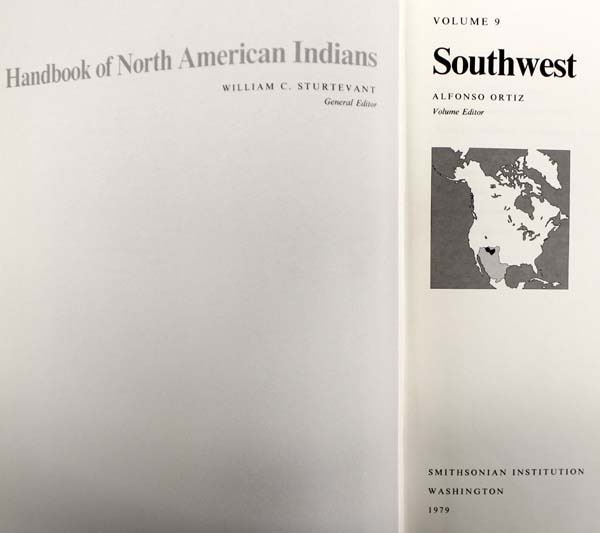 Handbook of North American Indians
WILLIAM C. STURTEVANT
General Editor
VOLUME 9
Southwest
ALFONSO ORTIZ
Volume Editor
SMITHSONIAN INSTITUTION
WASHINGTON
1979